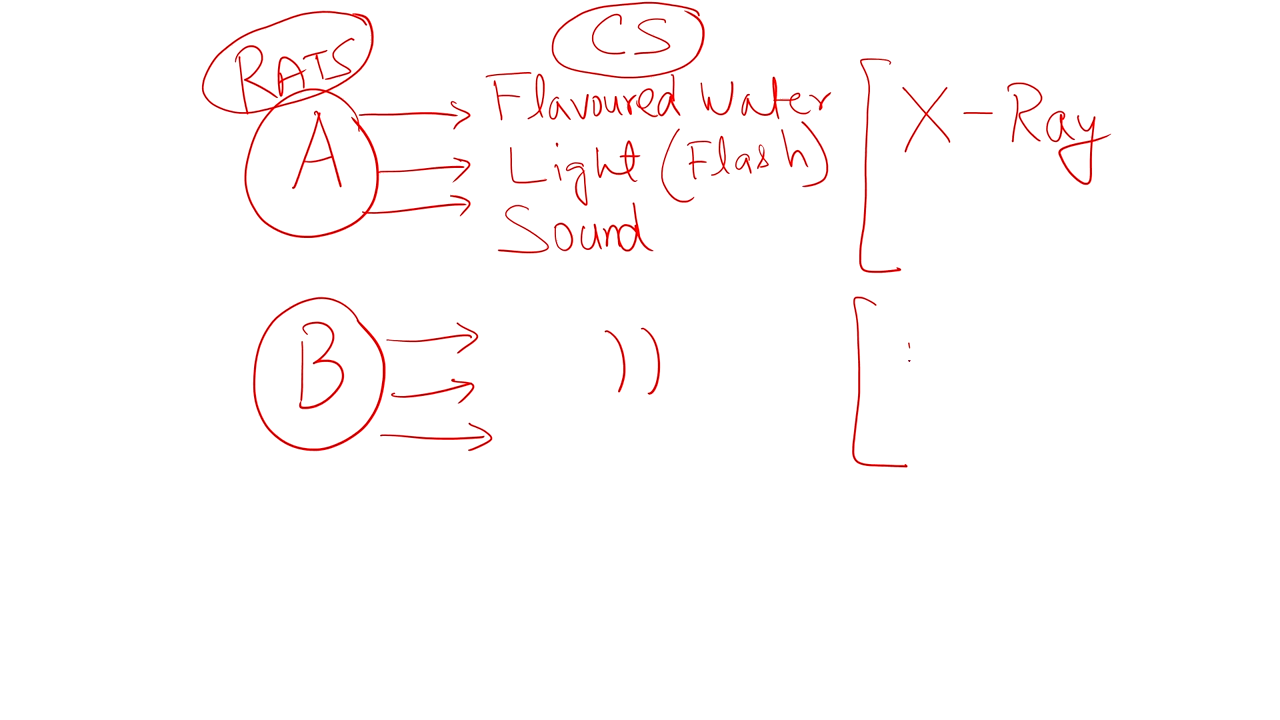 RATS
CS
A
Flavoured Water
X-Ray
Light (Flash)
Sound
B
))